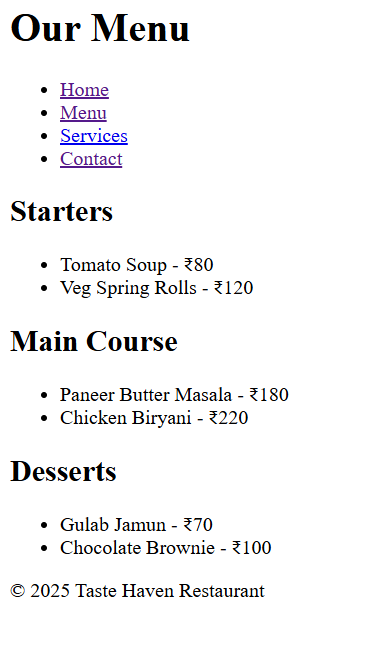 Our Menu
Home
Menu
Services
Contact
Starters
Tomato Soup - ₹80
Veg Spring Rolls - ₹120
Main Course
Paneer Butter Masala - ₹180
Chicken Biryani - ₹220
Desserts
Gulab Jamun - ₹70
Chocolate Brownie - ₹100
© 2025 Taste Haven Restaurant